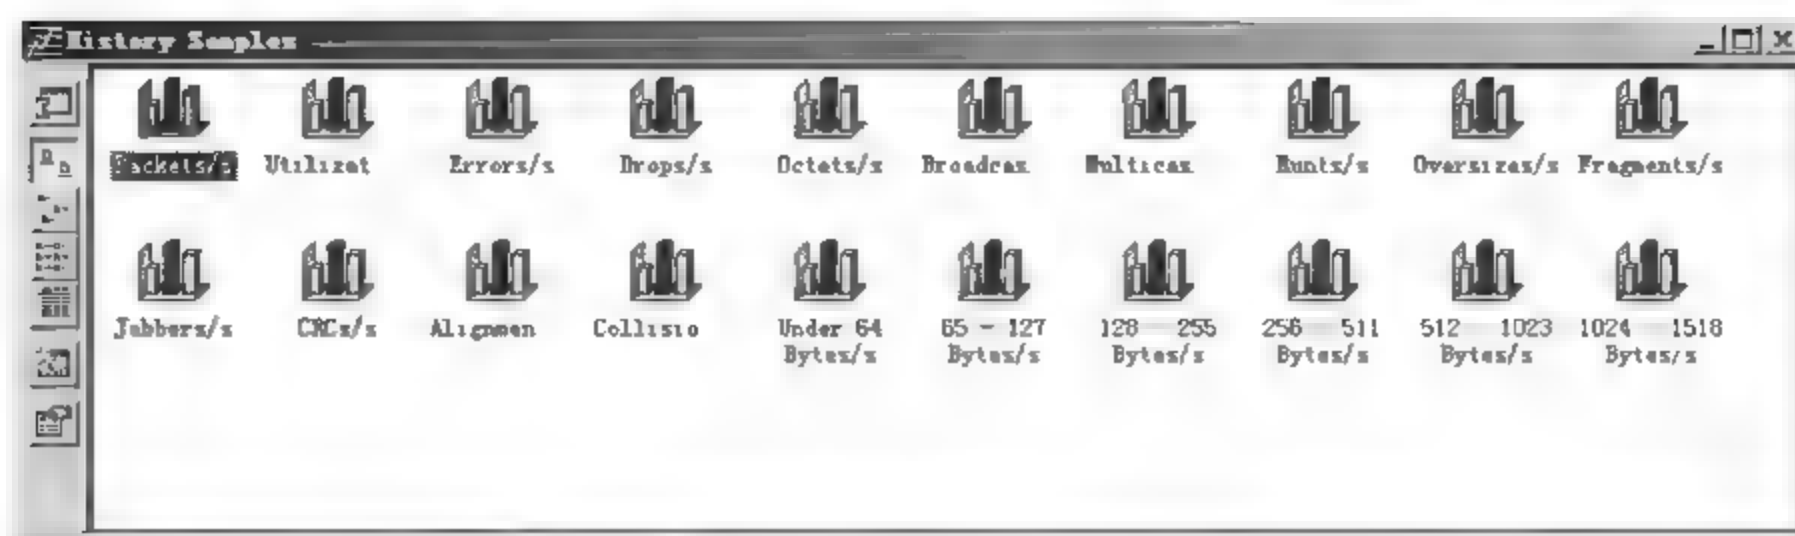 History Samples
Packets/s Utilizat Errors/s Drops/s Octets/s Broadcas Multicas Runts/s Oversizes/s Fragments/s
Jabbers/s CRCs/s Alignmen Collisio Under 64 65 - 127 128 - 255 256 - 511 512 - 1023 1024 - 1518
Bytes/s Bytes/s Bytes/s Bytes/s Bytes/s Bytes/s